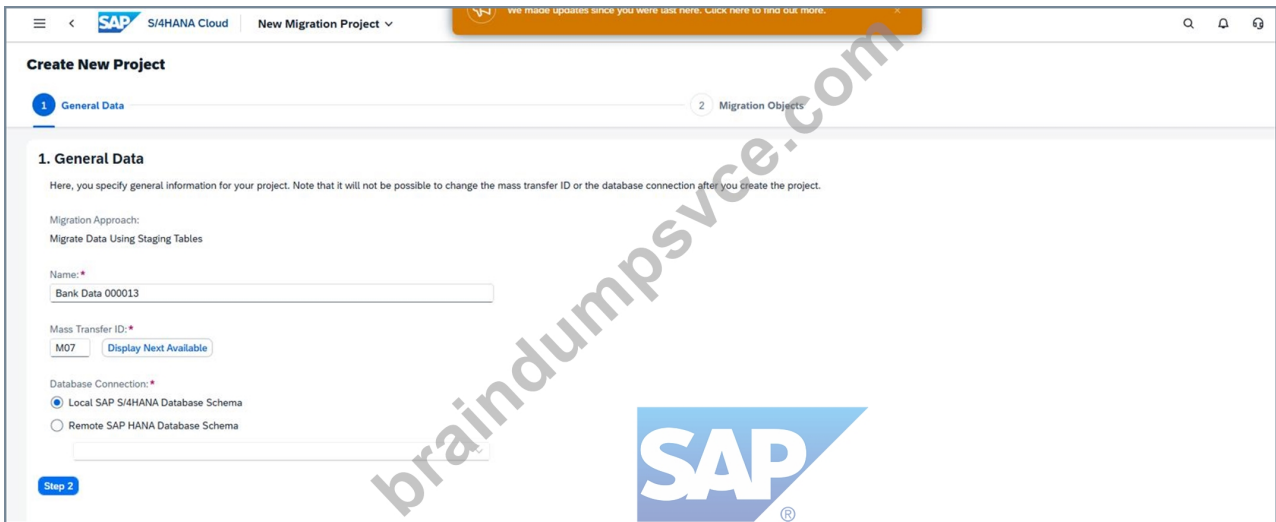 SAP S/4HANA Cloud New Migration Project
We made updates since you were last here. Click here to find out more.
Create New Project
1 General Data 2 Migration Objects
1. General Data
Here, you specify general information for your project. Note that it will not be possible to change the mass transfer ID or the database connection after you create the project.
Migration Approach:
Migrate Data Using Staging Tables
Name:*
Bank Data 000013
Mass Transfer ID:*
M07 Display Next Available
Database Connection:*
Local SAP S/4HANA Database Schema
Remote SAP HANA Database Schema
Step 2
braindumpsvce.com
SAP ®